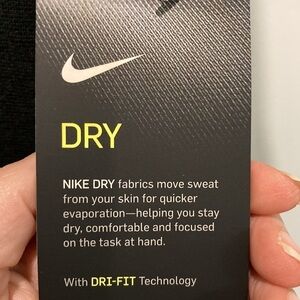 DRY
NIKE DRY fabrics move sweat
from your skin for quicker
evaporation—helping you stay
dry, comfortable and focused
on the task at hand.
With DRI-FIT Technology